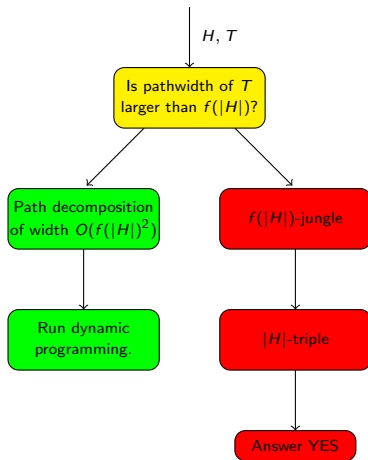 H, T
Is pathwidth of T
larger than f(|H|)?
Path decomposition
of width O(f(|H|)²)
f(|H|)-jungle
Run dynamic
programming.
|H|-triple
Answer YES